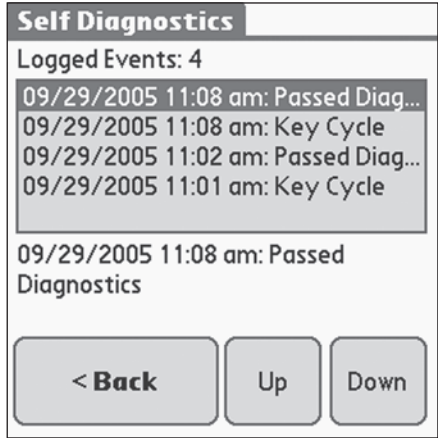 Self Diagnostics
Logged Events: 4
09/29/2005 11:08 am: Passed Diag...
09/29/2005 11:08 am: Key Cycle
09/29/2005 11:02 am: Passed Diag...
09/29/2005 11:01 am: Key Cycle
09/29/2005 11:08 am: Passed
Diagnostics
< Back Up Down